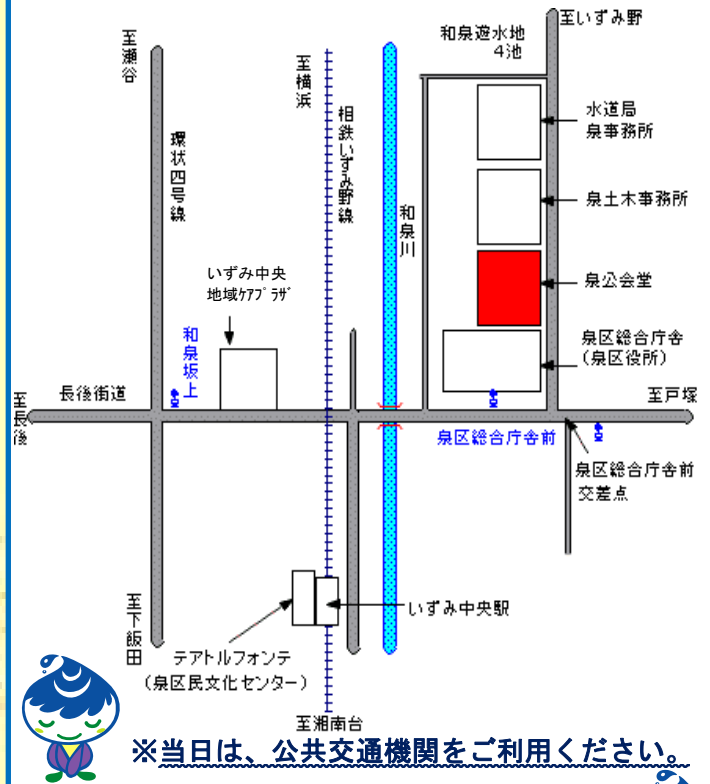 至いずみ野
和泉遊水地
4池
至瀬谷
至横浜
水道局
泉事務所
相鉄いずみ野線
環状四号線
泉土木事務所
和泉川
いずみ中央
地域ｹｱﾌﾟﾗｻﾞ
泉公会堂
和泉坂上
泉区総合庁舎
(泉区役所)
長後街道
至戸塚
至長後
泉区総合庁舎前
泉区総合庁舎前
交差点
至下飯田
いずみ中央駅
テアトルフォンテ
(泉区民文化センター)
至湘南台
※当日は、公共交通機関をご利用ください。